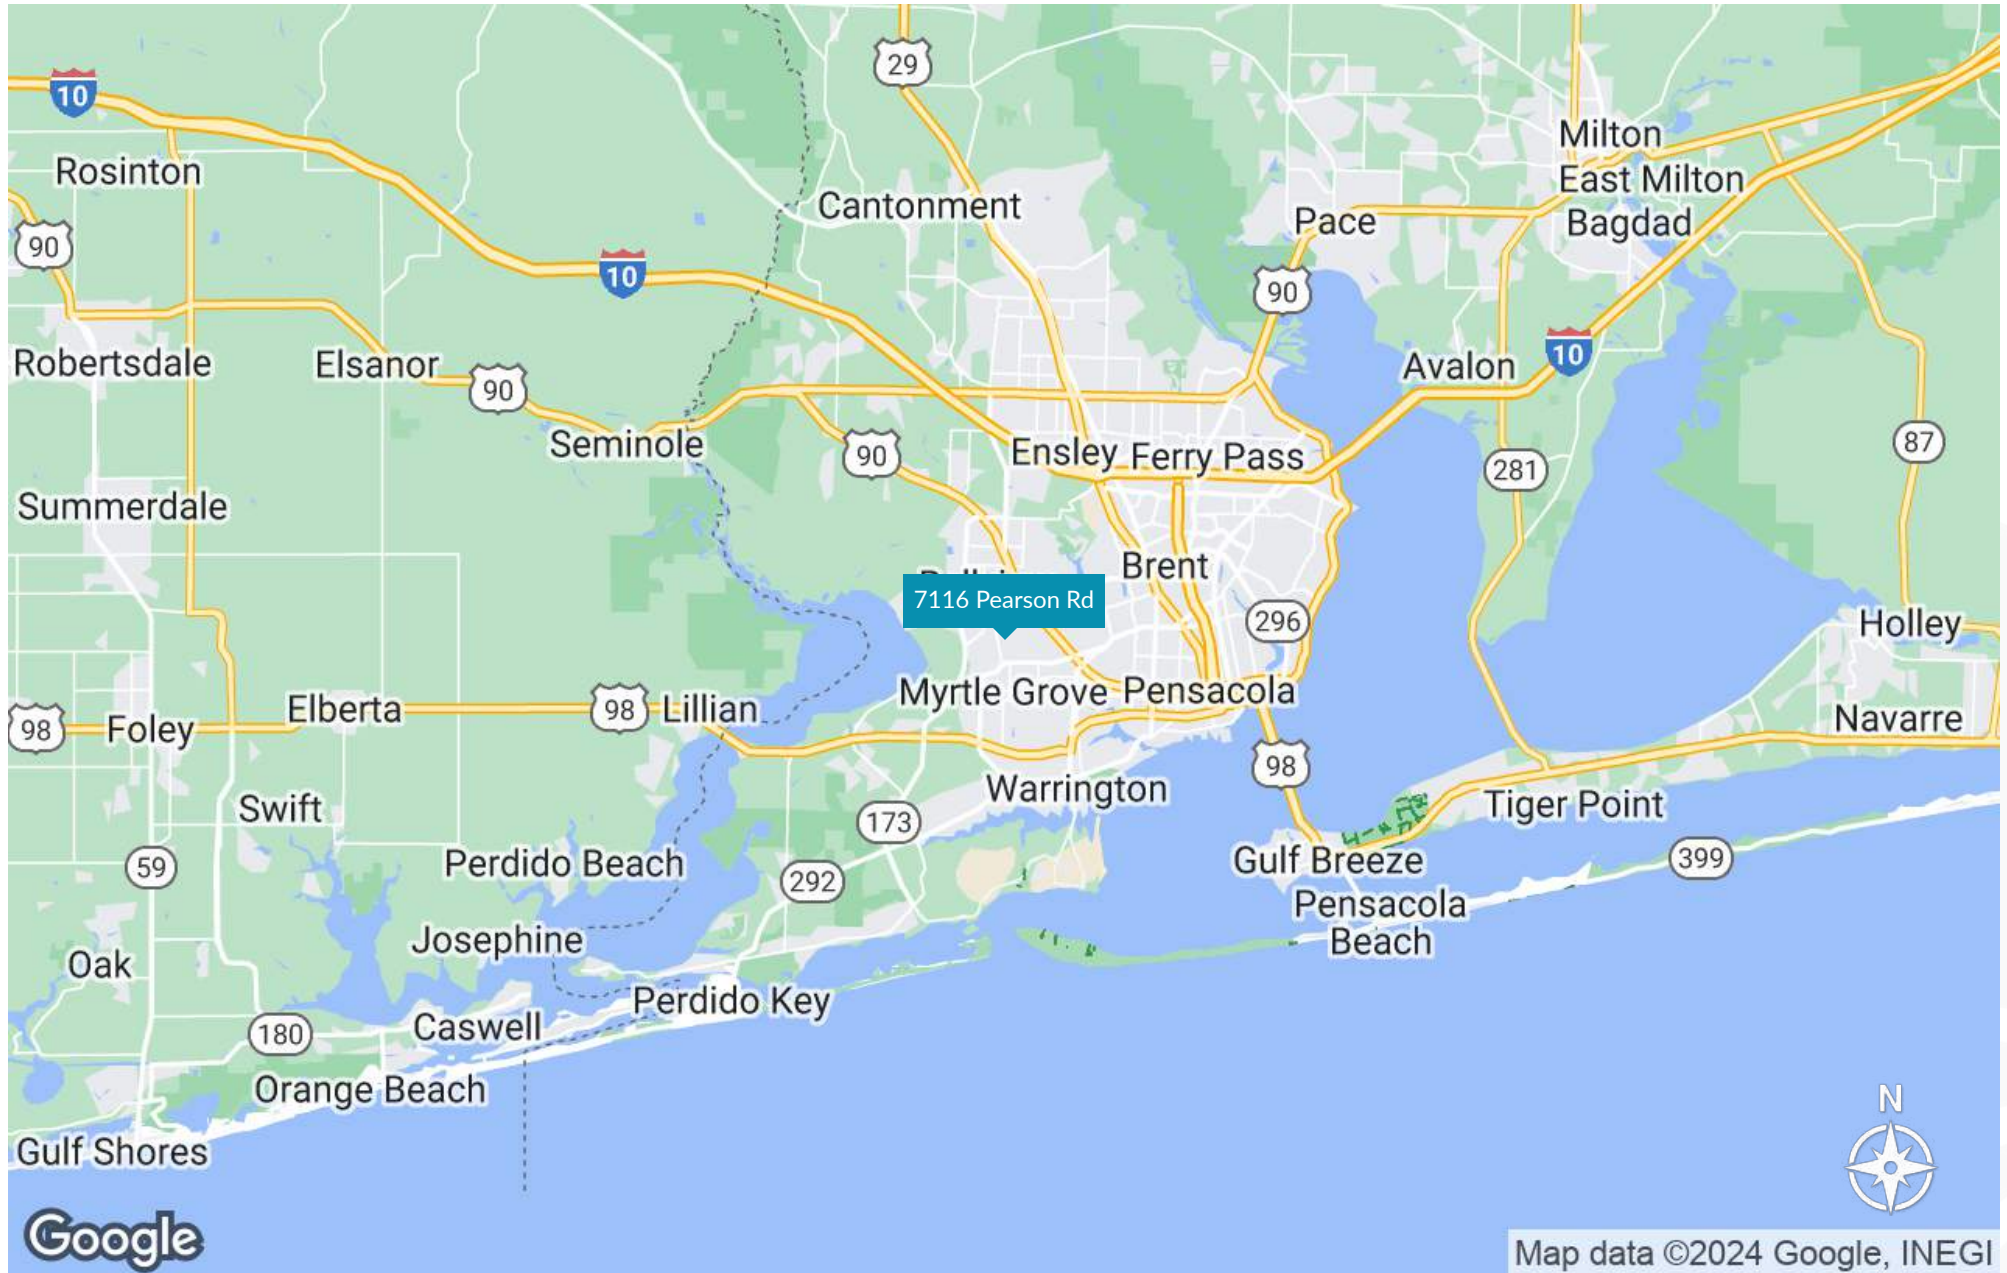 29
10
Milton
Rosinton
East Milton
Cantonment
Pace
Bagdad
90
10
90
10
Robertsdale
Elsanor
90
Avalon
Seminole
90
Ensley
Ferry Pass
87
281
Summerdale
Brent
7116 Pearson Rd
296
Holley
Myrtle Grove
Pensacola
98
Foley
Elberta
98
Lillian
Navarre
98
Warrington
Swift
173
Tiger Point
59
Perdido Beach
292
Gulf Breeze
399
Pensacola
Beach
Josephine
Oak
Perdido Key
180
Caswell
Orange Beach
N
Gulf Shores
Google
Map data ©2024 Google, INEGI